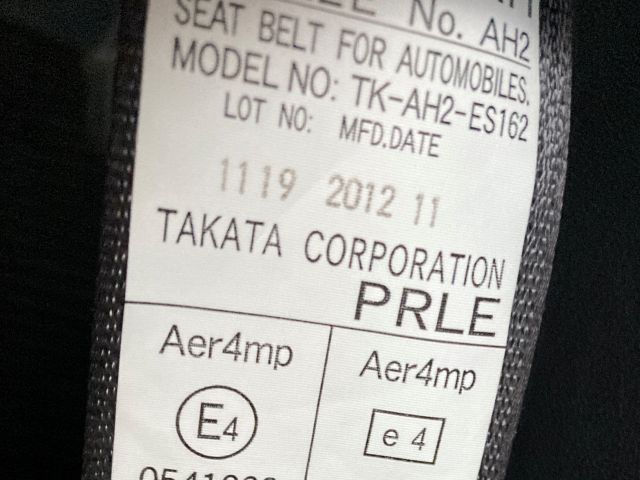 No. AH2
SEAT BELT FOR AUTOMOBILES.
MODEL NO: TK-AH2-ES162
LOT NO: MFD.DATE
1119 2012 11
TAKATA CORPORATION
PRLE
Aer4mp Aer4mp
E4 e 4